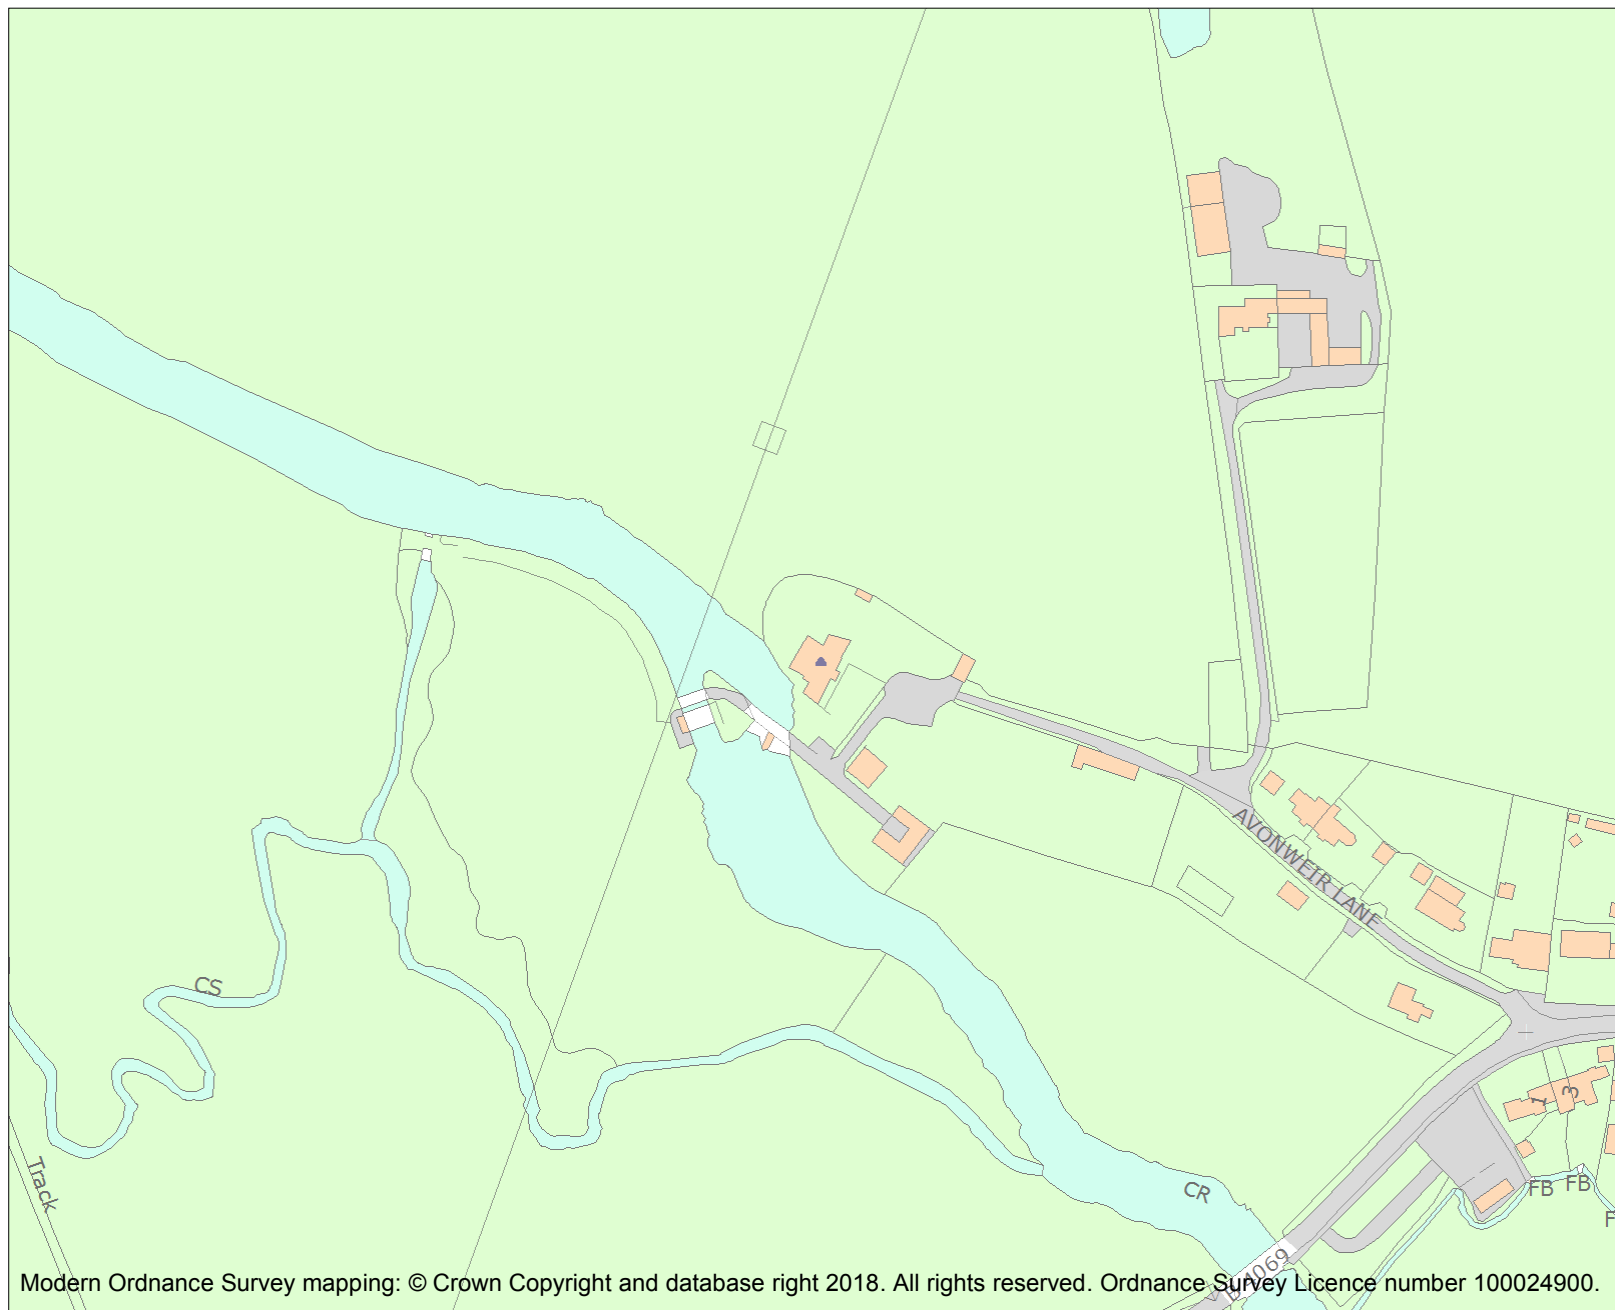 AVONWEIR LANE
CS
1
3
Track
CR
FB
FB
F
B4069
Modern Ordnance Survey mapping: © Crown Copyright and database right 2018. All rights reserved. Ordnance Survey Licence number 100024900.